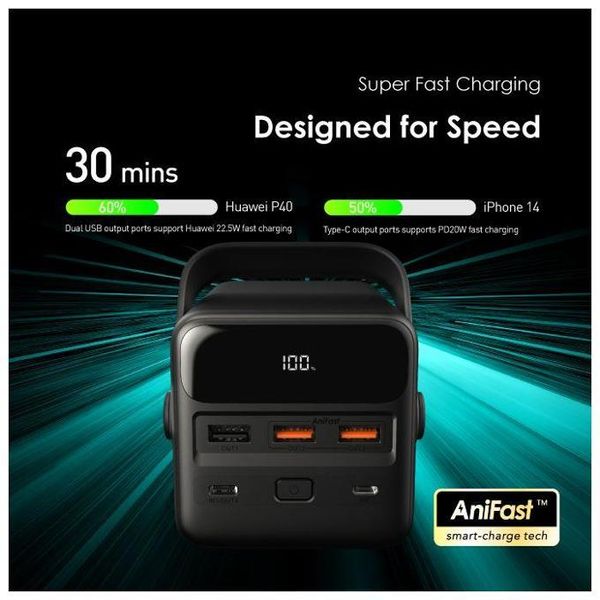 Super Fast Charging
Designed for Speed
30 mins
60%
Huawei P40
50%
iPhone 14
Dual USB output ports support Huawei 22.5W fast charging
Type-C output ports supports PD20W fast charging
100%
AniFast
OUT1
AniFast™
smart-charge tech